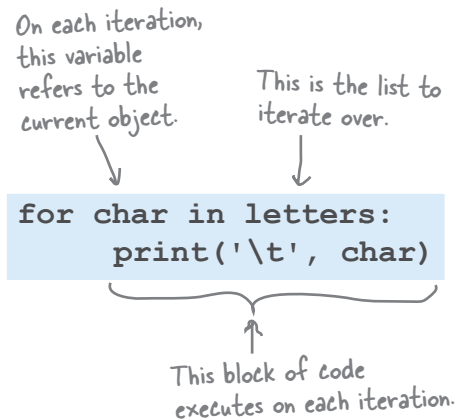 On each iteration,
this variable
refers to the
current object.
This is the list to
iterate over.
for char in letters:
print('\t', char)
This block of code
executes on each iteration.